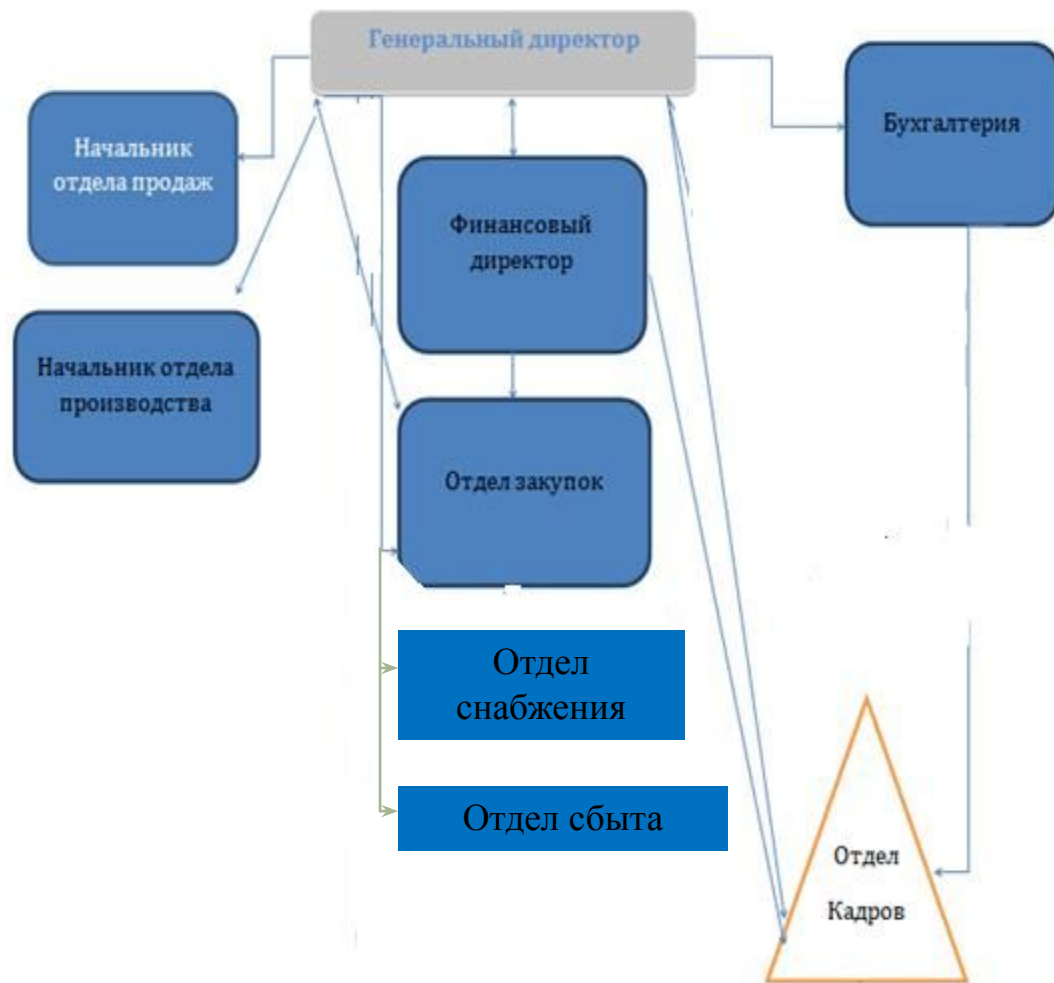 Генеральный директор
Бухгалтерия
Начальник
отдела продаж
Финансовый
директор
Начальник отдела
производства
Отдел закупок
Отдел
снабжения
Отдел сбыта
Отдел
Кадров